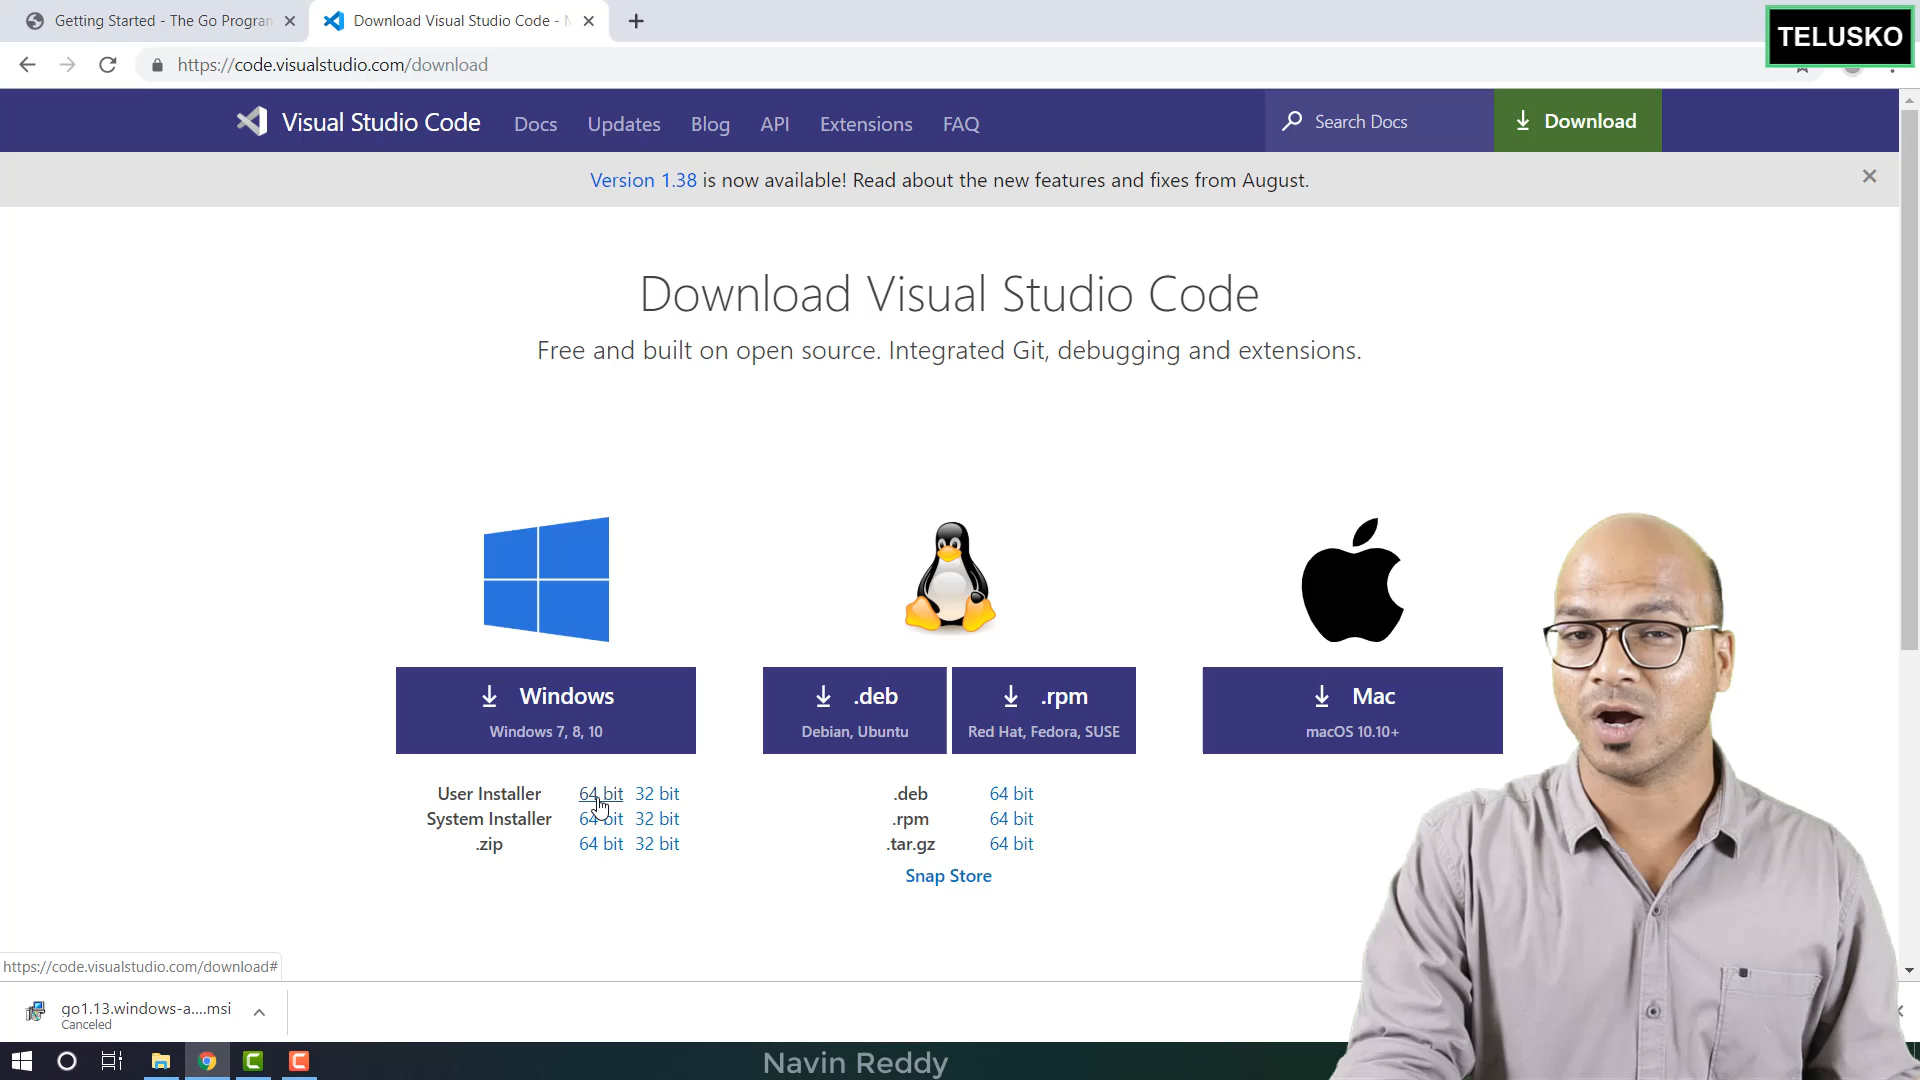 Getting Started - The Go Progran
Download Visual Studio Code -
TELUSKO
https://code.visualstudio.com/download
Visual Studio Code
Docs
Updates
Blog
API
Extensions
FAQ
Search Docs
Download
Version 1.38 is now available! Read about the new features and fixes from August.
Download Visual Studio Code
Free and built on open source. Integrated Git, debugging and extensions.
Windows
Windows 7, 8, 10
.deb
Debian, Ubuntu
.rpm
Red Hat, Fedora, SUSE
Mac
macOS 10.10+
User Installer 64 bit 32 bit
System Installer 64 bit 32 bit
.zip 64 bit 32 bit
.deb 64 bit
.rpm 64 bit
.tar.gz 64 bit
Snap Store
https://code.visualstudio.com/download#
go1.13.windows-a....msi
Canceled
Navin Reddy